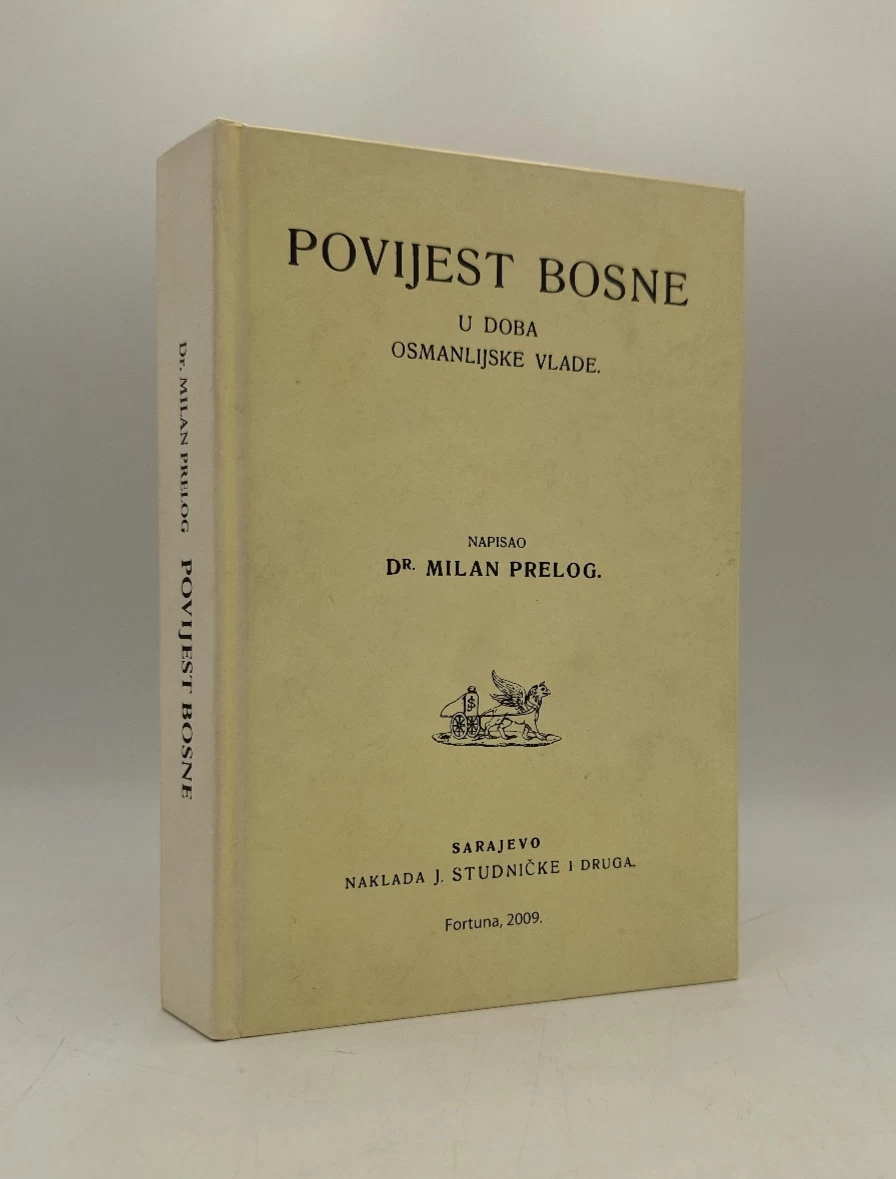 Dr. MILAN PRELOG POVIJEST BOSNE
POVIJEST BOSNE
U DOBA
OSMANLIJSKE VLADE.
NAPISAO
DR. MILAN PRELOG.
$
SARAJEVO
NAKLADA J. STUDNIČKE I DRUGA.
Fortuna, 2009.